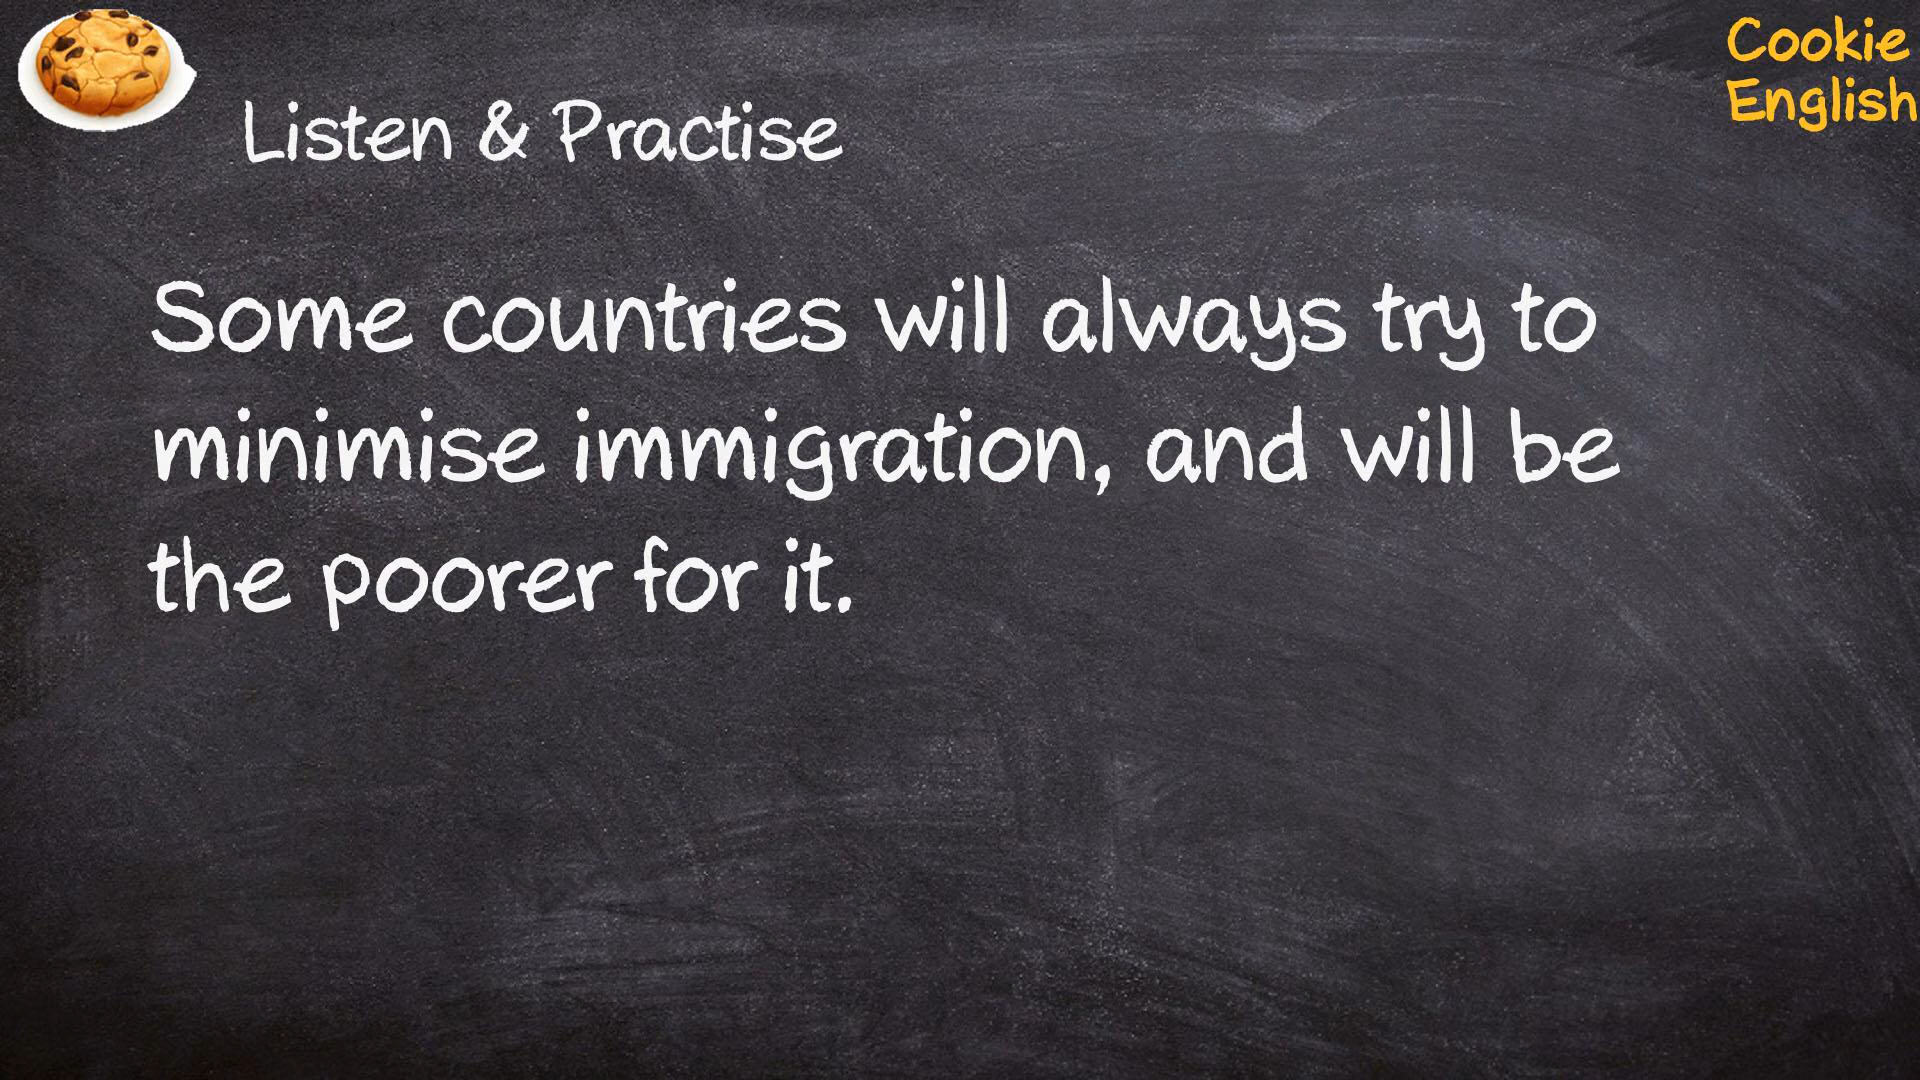 Cookie
English
Listen & Practise
Some countries will always try to
minimise immigration, and will be
the poorer for it.